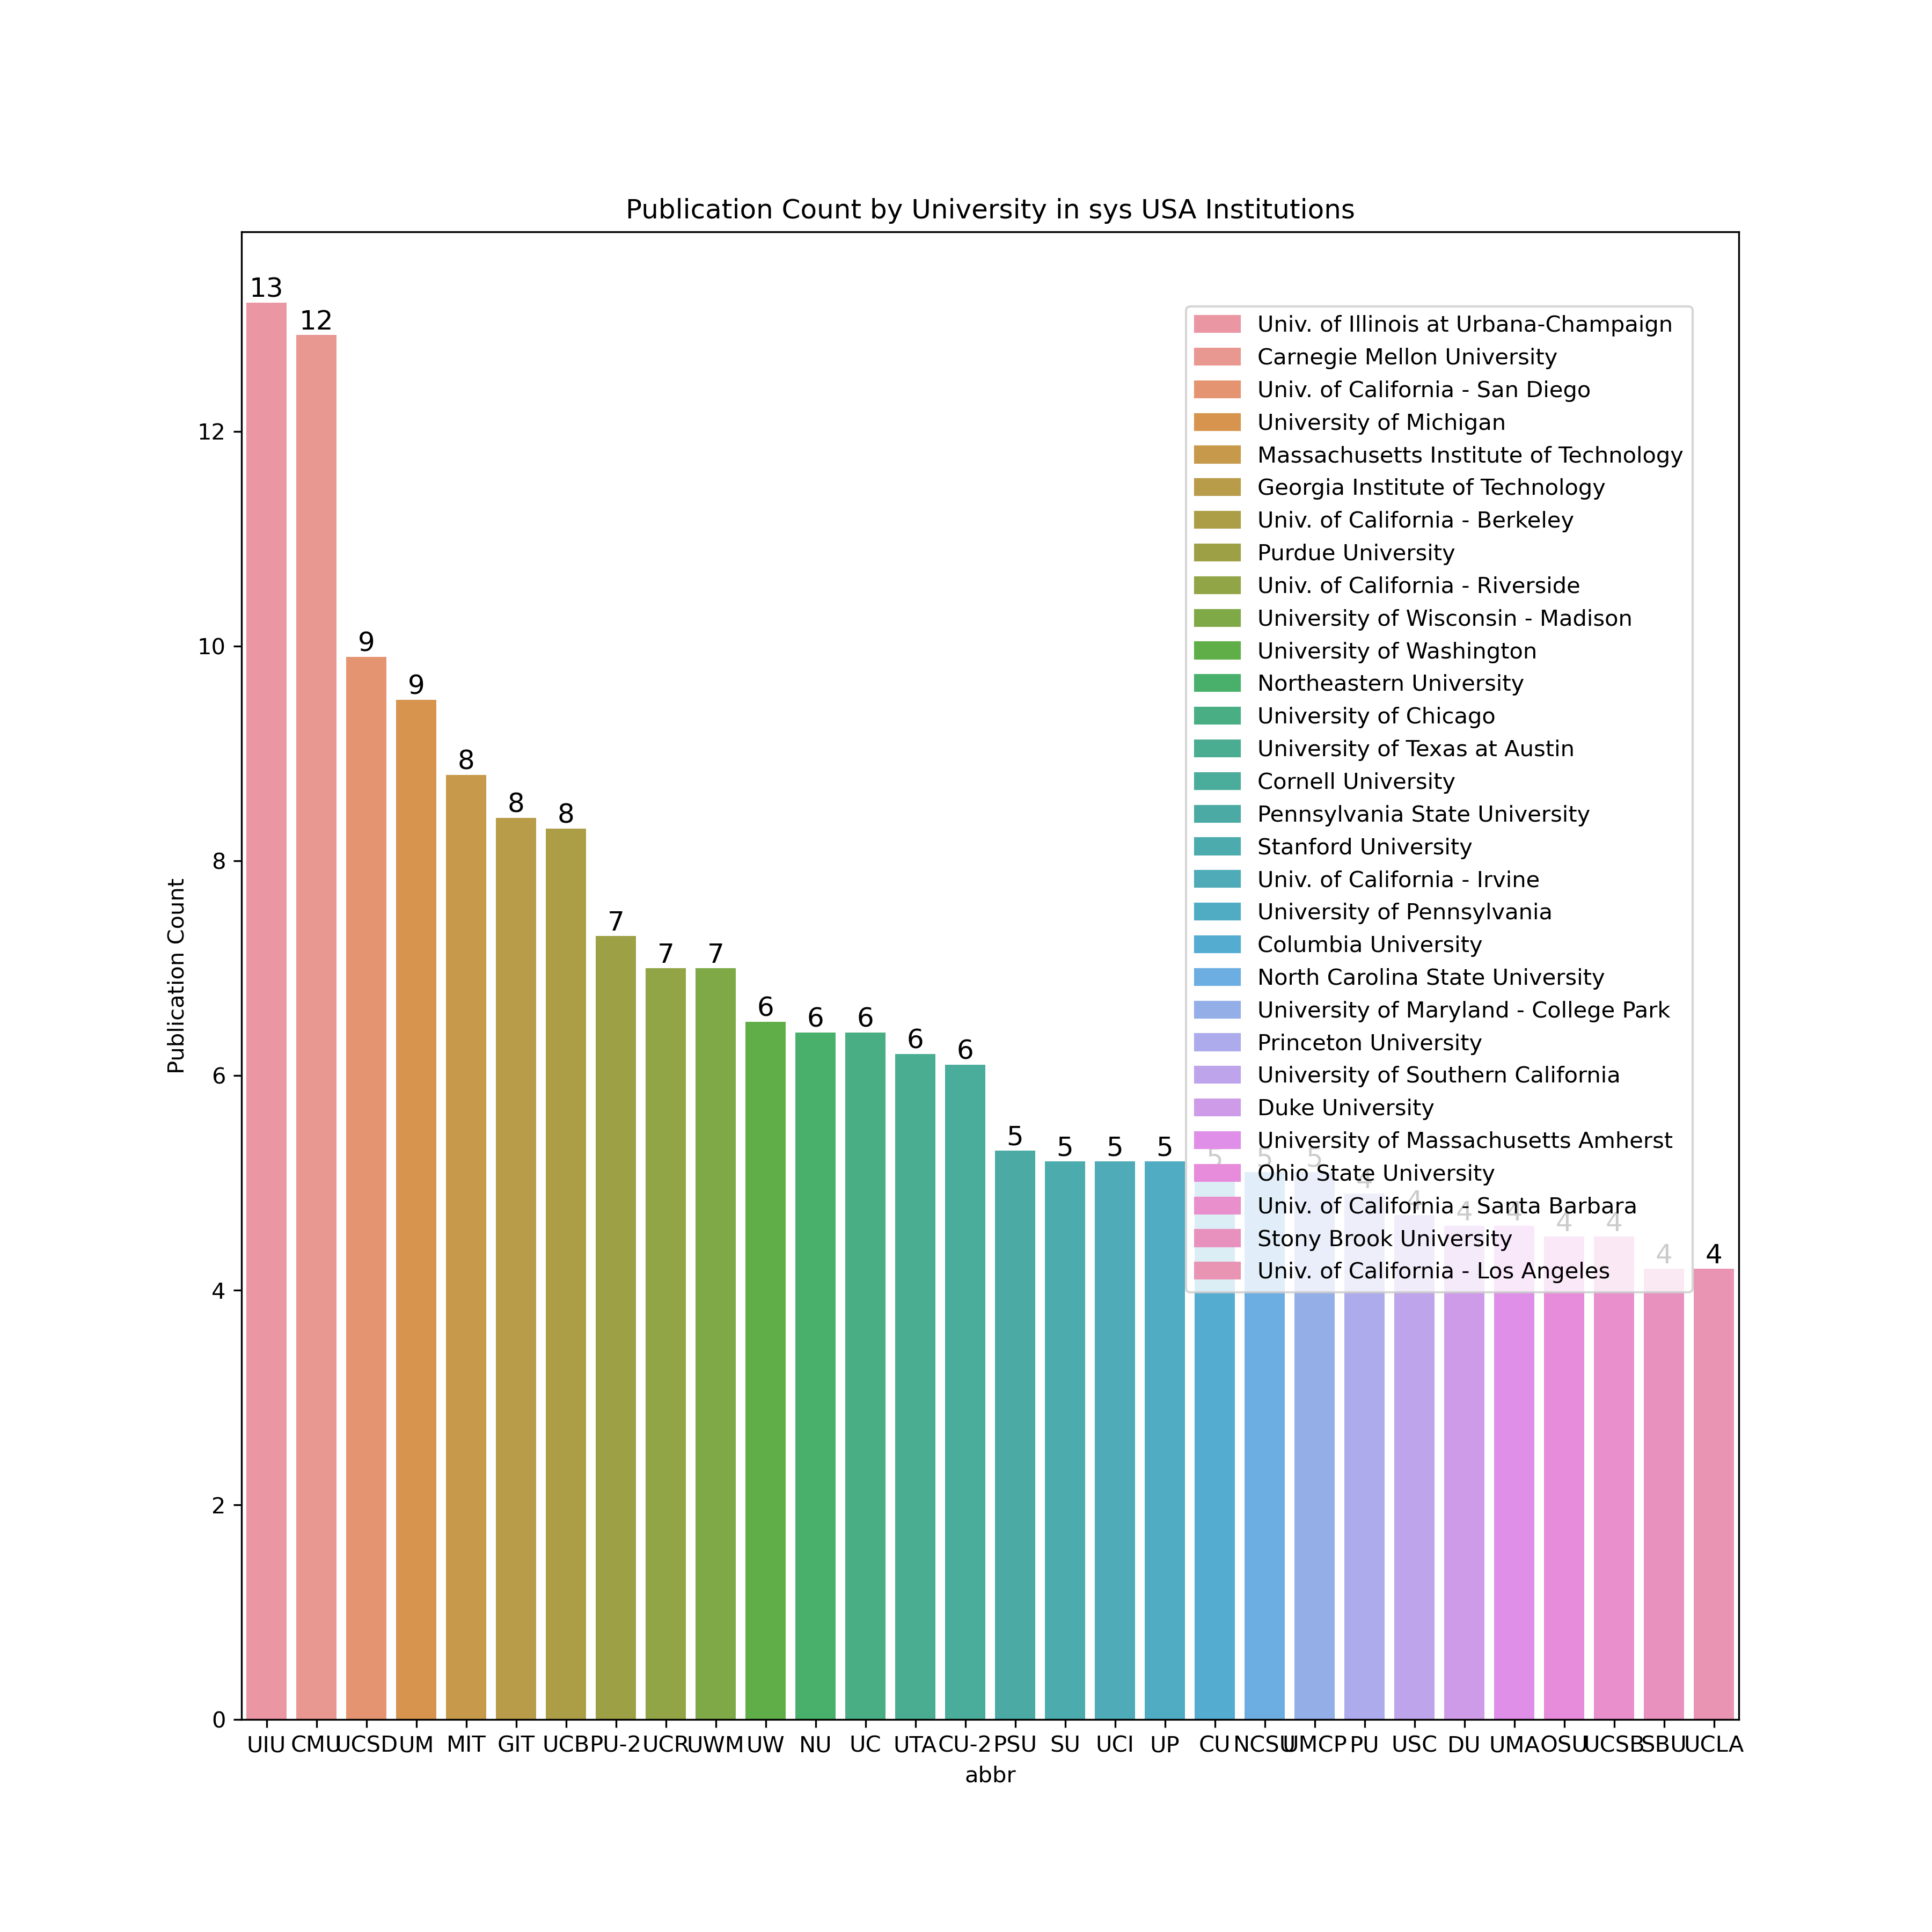 Publication Count by University in sys USA Institutions
13
12
9
9
8
8
8
7
7
7
6
6
6
6
6
5
5
5
5
5
5
5
4
4
4
4
4
4
4
4
Univ. of Illinois at Urbana-Champaign
Carnegie Mellon University
Univ. of California - San Diego
University of Michigan
Massachusetts Institute of Technology
Georgia Institute of Technology
Univ. of California - Berkeley
Purdue University
Univ. of California - Riverside
University of Wisconsin - Madison
University of Washington
Northeastern University
University of Chicago
University of Texas at Austin
Cornell University
Pennsylvania State University
Stanford University
Univ. of California - Irvine
University of Pennsylvania
Columbia University
North Carolina State University
University of Maryland - College Park
Princeton University
University of Southern California
Duke University
University of Massachusetts Amherst
Ohio State University
Univ. of California - Santa Barbara
Stony Brook University
Univ. of California - Los Angeles
Publication Count
12
10
8
6
4
2
0
UIU CMU UCSD UM MIT GIT UCB PU-2 UCR UWM UW NU UC UTA CU-2 PSU SU UCI UP CU NCSU UMCP PU USC DU UMA OSU UCSB SBU UCLA
abbr